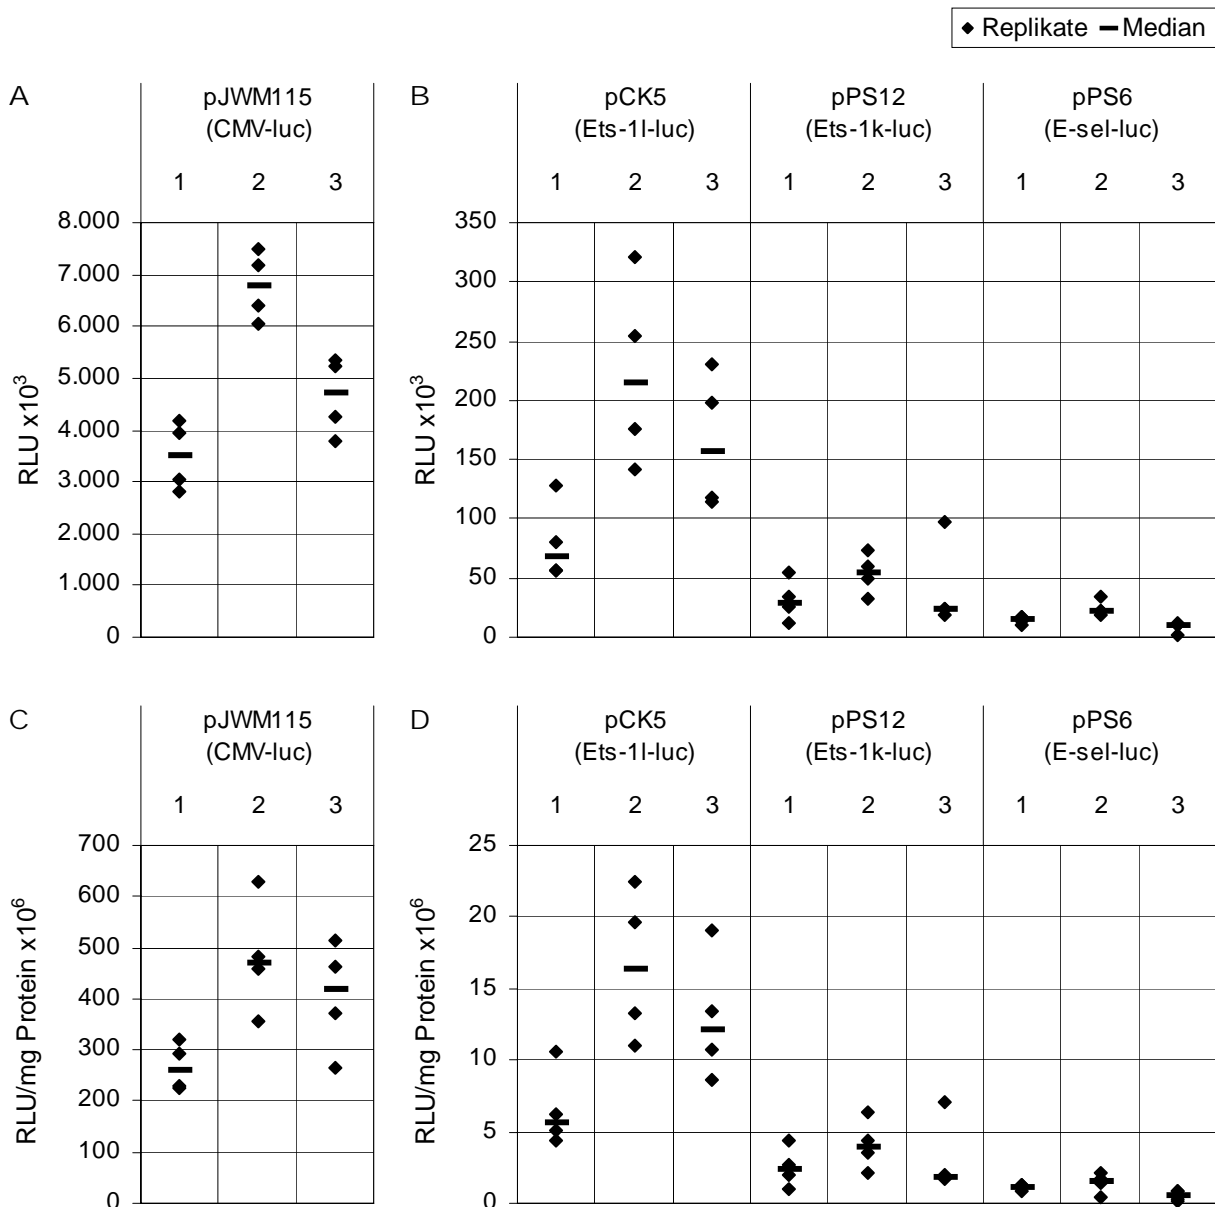 Replikate Median
A
pJWM115
(CMV-luc)
1 2 3
RLU x10³
8.000
7.000
6.000
5.000
4.000
3.000
2.000
1.000
0
B
pCK5 pPS12 pPS6
(Ets-1l-luc) (Ets-1k-luc) (E-sel-luc)
1 2 3 1 2 3 1 2 3
RLU x10³
350
300
250
200
150
100
50
0
C
pJWM115
(CMV-luc)
1 2 3
RLU/mg Protein x10⁶
700
600
500
400
300
200
100
0
D
pCK5 pPS12 pPS6
(Ets-1l-luc) (Ets-1k-luc) (E-sel-luc)
1 2 3 1 2 3 1 2 3
RLU/mg Protein x10⁶
25
20
15
10
5
0